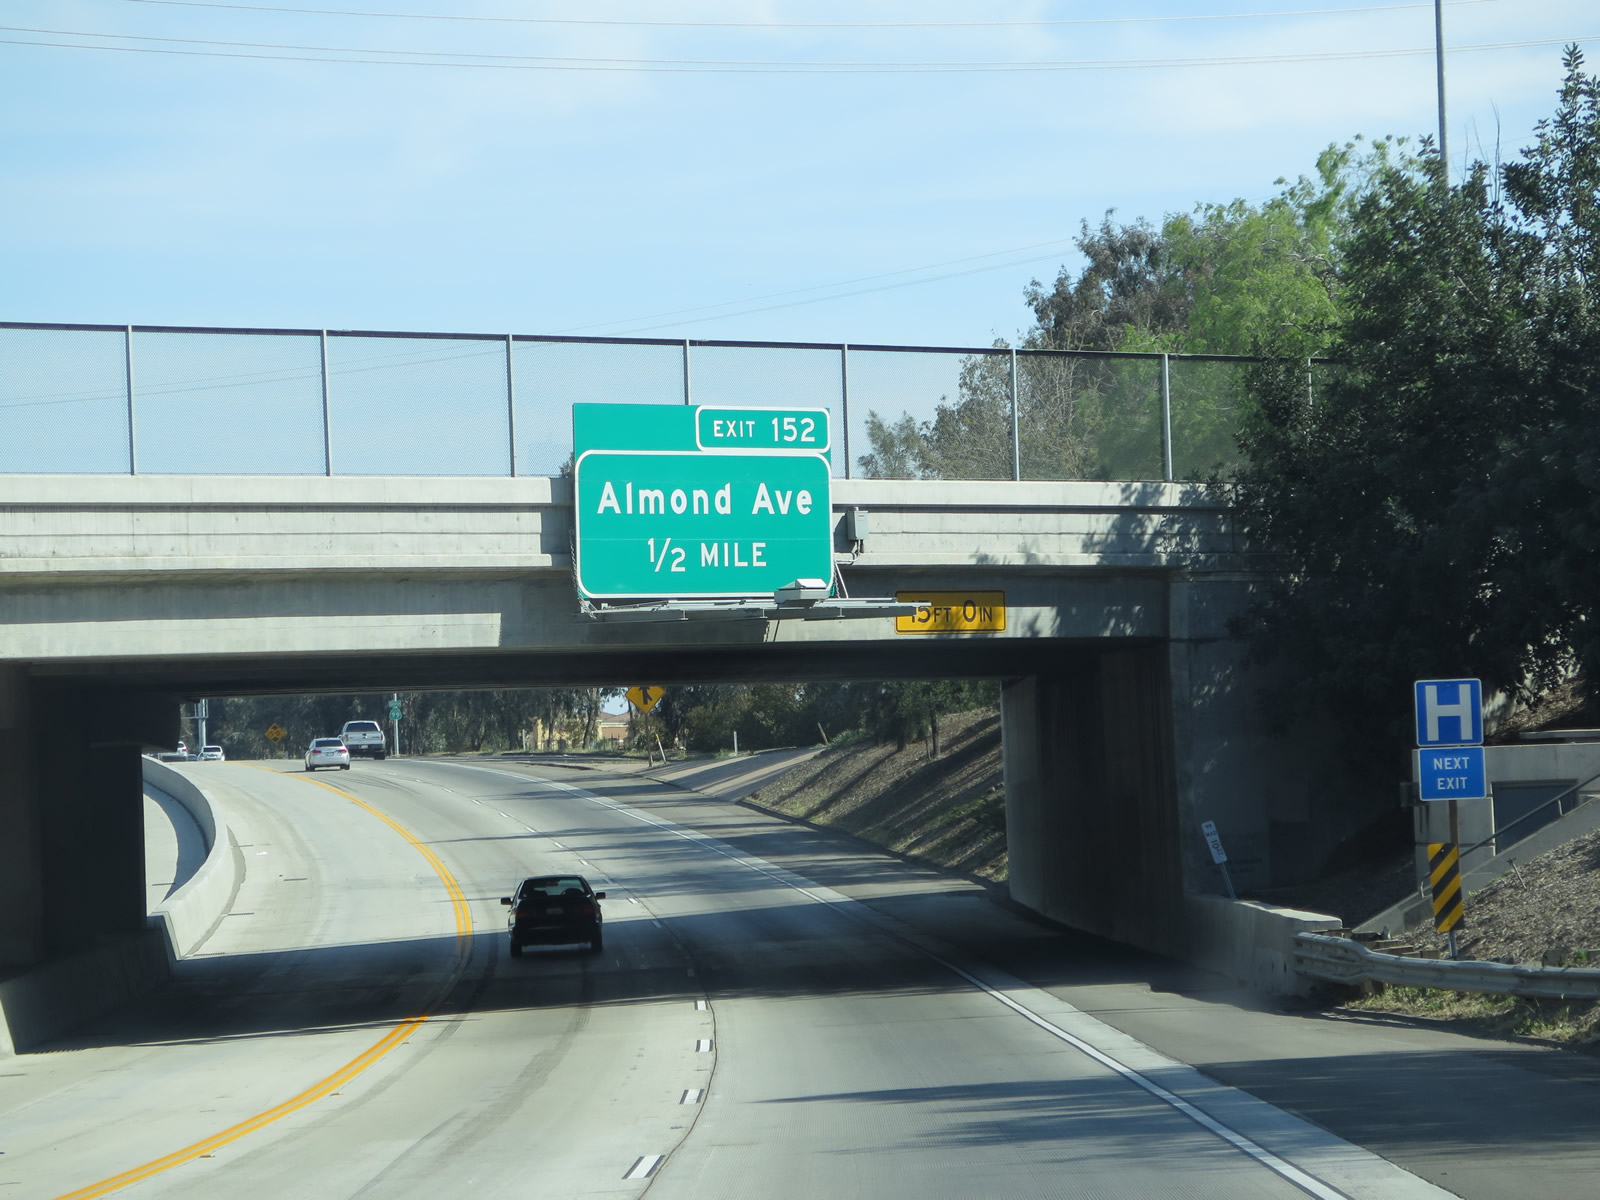 EXIT 152
Almond Ave
1/2 MILE
15FT 0IN
H
NEXT
EXIT